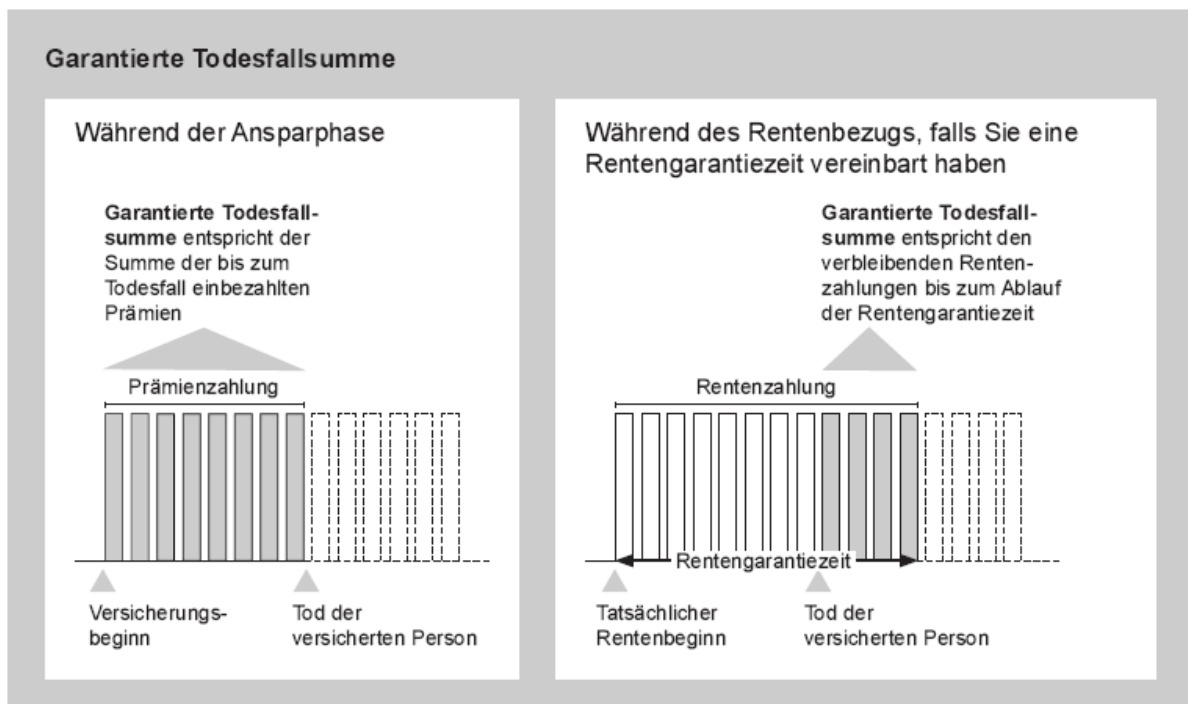 Garantierte Todesfallsumme
Während der Ansparphase
Garantierte Todesfall-
summe entspricht der
Summe der bis zum
Todesfall einbezahlten
Prämien
Prämienzahlung
Versicherungs-
beginn
Tod der
versicherten Person
Während des Rentenbezugs, falls Sie eine
Rentengarantiezeit vereinbart haben
Garantierte Todesfall-
summe entspricht den
verbleibenden Renten-
zahlungen bis zum Ablauf
der Rentengarantiezeit
Rentenzahlung
Rentengarantiezeit
Tatsächlicher
Rentenbeginn
Tod der
versicherten Person